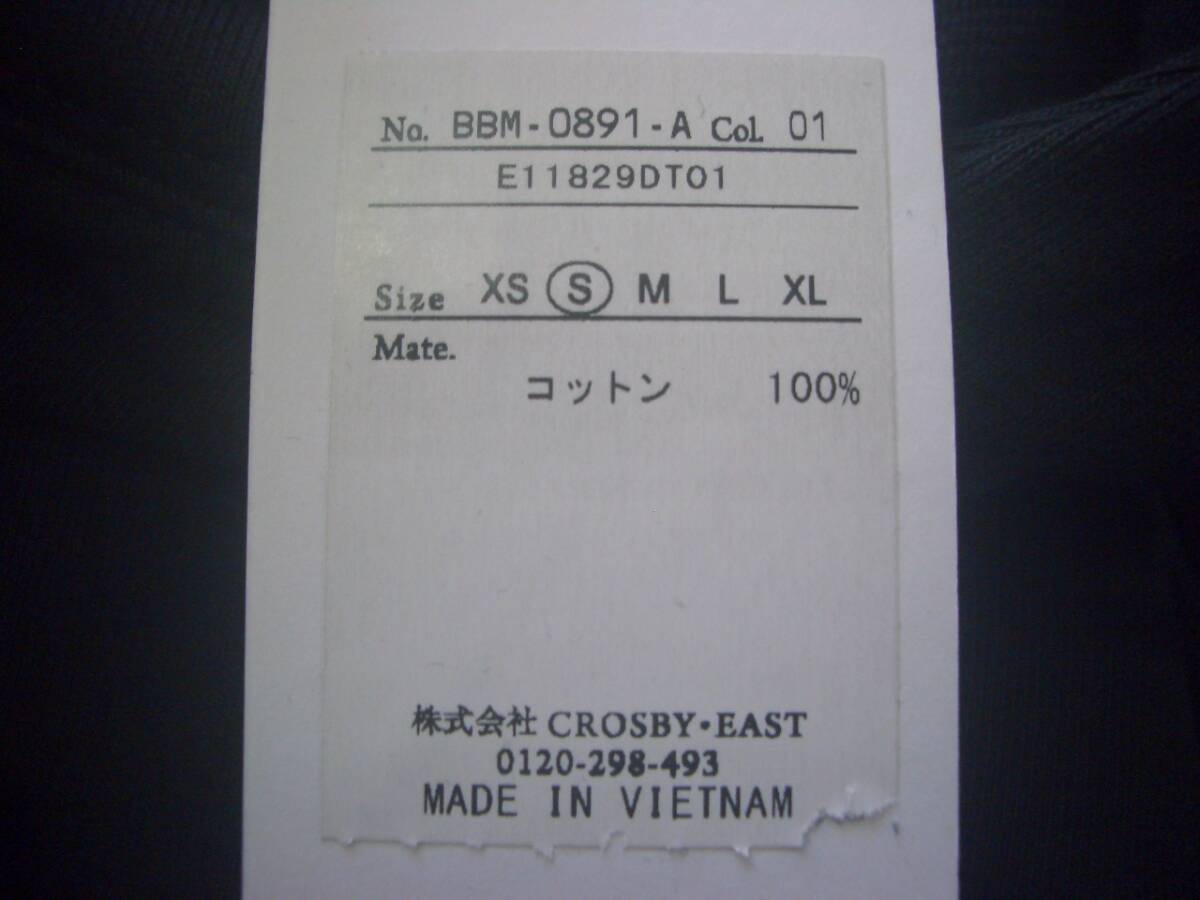 No. BBM-0891-A Col. 01
E11829DT01
Size XS S M L XL
Mate.
コットン 100%
株式会社 CROSBY・EAST
0120-298-493
MADE IN VIETNAM